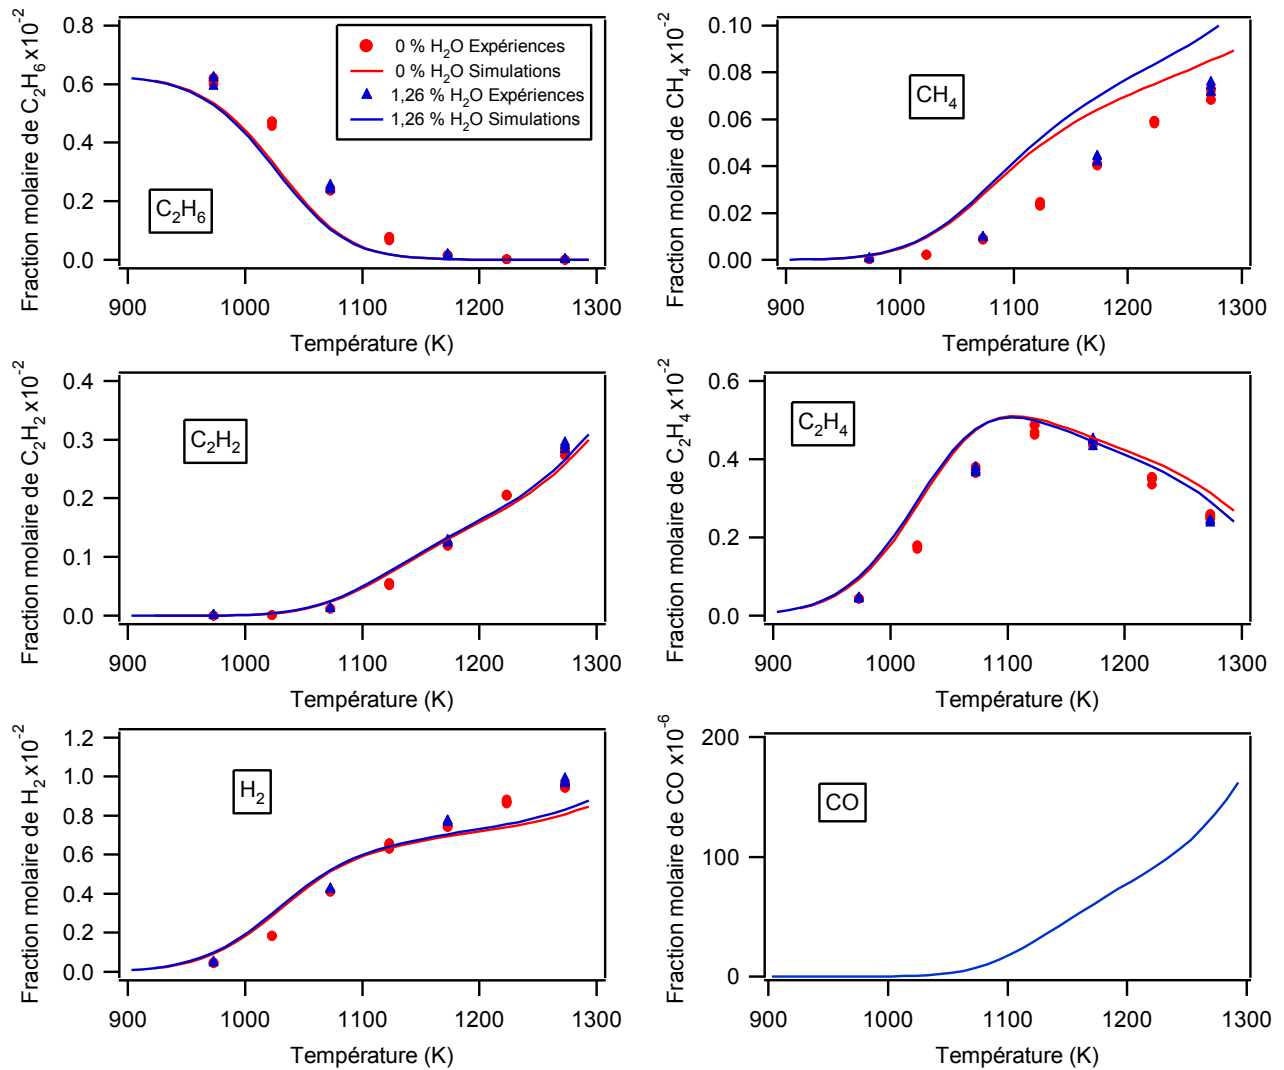 Fraction molaire de C2H6 x10-2
0.8
0.6
0.4
0.2
0.0
0 % H2O Expériences
0 % H2O Simulations
1,26 % H2O Expériences
1,26 % H2O Simulations
C2H6
900 1000 1100 1200 1300
Température (K)
Fraction molaire de CH4 x10-2
0.10
0.08
0.06
0.04
0.02
0.00
CH4
900 1000 1100 1200 1300
Température (K)
Fraction molaire de C2H2 x10-2
0.4
0.3
0.2
0.1
0.0
C2H2
900 1000 1100 1200 1300
Température (K)
Fraction molaire de C2H4 x10-2
0.6
0.4
0.2
0.0
C2H4
900 1000 1100 1200 1300
Température (K)
Fraction molaire de H2 x10-2
1.2
1.0
0.8
0.6
0.4
0.2
0.0
H2
900 1000 1100 1200 1300
Température (K)
Fraction molaire de CO x10-6
200
100
0
CO
900 1000 1100 1200 1300
Température (K)